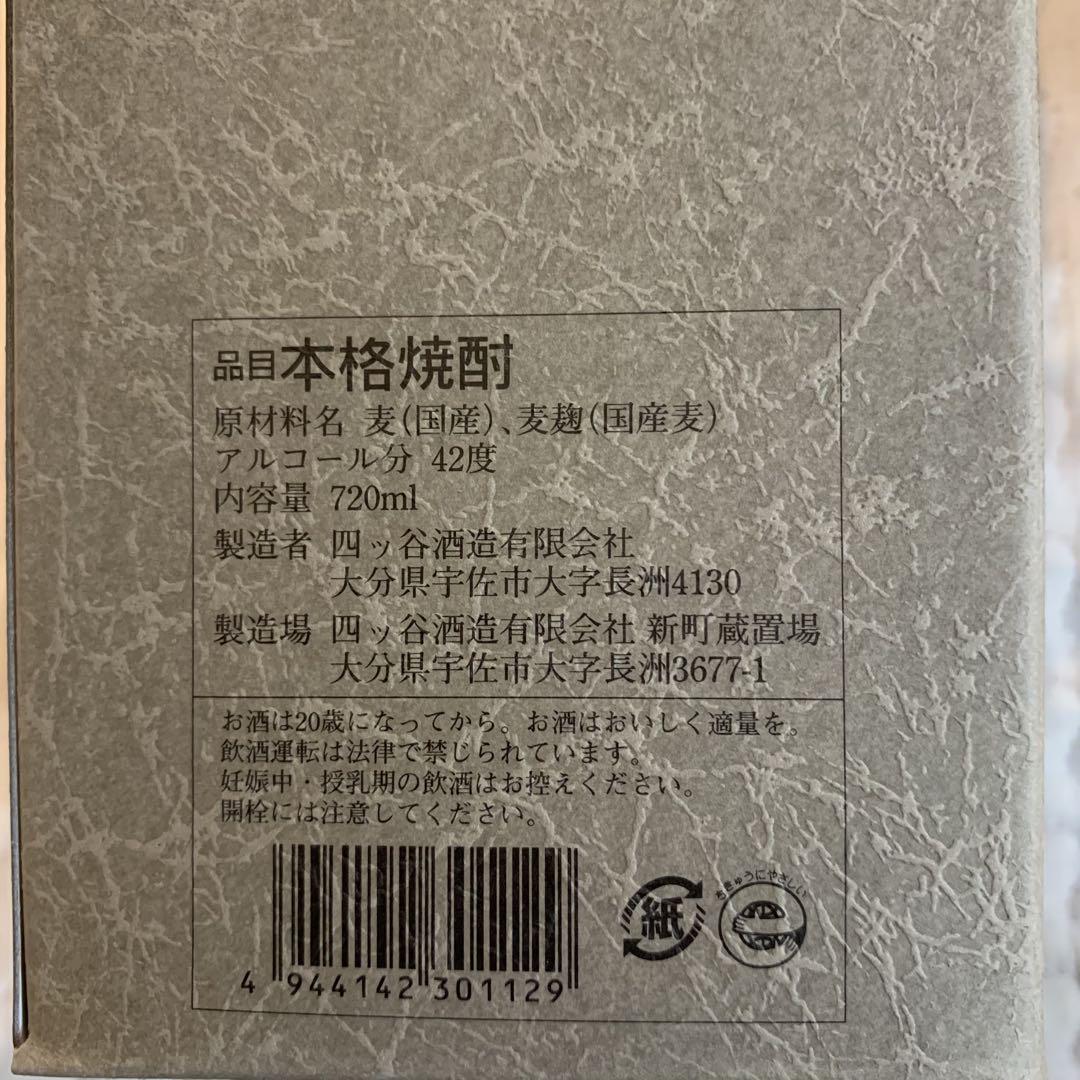 品目 本格焼酎
原材料名 麦(国産)、麦麹(国産麦)
アルコール分 42度
内容量 720ml
製造者 四ッ谷酒造有限会社
大分県宇佐市大字長洲4130
製造場 四ッ谷酒造有限会社 新町蔵置場
大分県宇佐市大字長洲3677-1
お酒は20歳になってから。お酒はおいしく適量を。
飲酒運転は法律で禁じられています。
妊娠中・授乳期の飲酒はお控えください。
開栓には注意してください。
4 944142 301129
紙
ちきゅうにやさしい